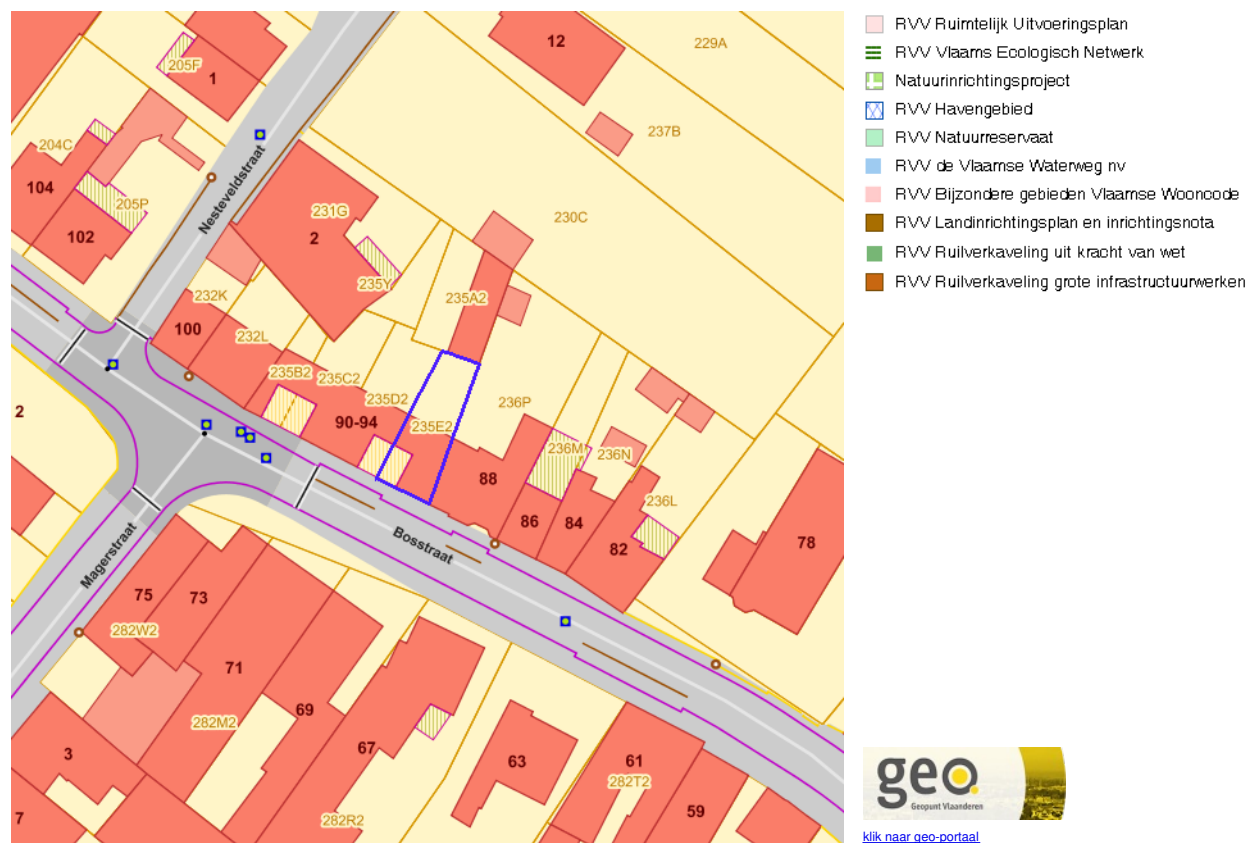 12
229A
205F
1
237B
204C
104
205P
102
Nesteveldstraat
231G
2
230C
235Y
235A2
232K
100
232L
235B2
235C2
235D2
90-94
235E2
236P
2
236M
236N
88
236L
86
84
82
78
Bosstraat
Magerstraat
75
73
282W2
71
69
282M2
67
3
63
61
282T2
59
7
282R2
RVV Ruimtelijk Uitvoeringsplan
RVV Vlaams Ecologisch Netwerk
Natuurinrichtingsproject
RVV Havengebied
RVV Natuurreservaat
RVV de Vlaamse Waterweg nv
RVV Bijzondere gebieden Vlaamse Wooncode
RVV Landinrichtingsplan en inrichtingsnota
RVV Ruilverkaveling uit kracht van wet
RVV Ruilverkaveling grote infrastructuurwerken
geo
Geopunt Vlaanderen
klik naar geo-portaal